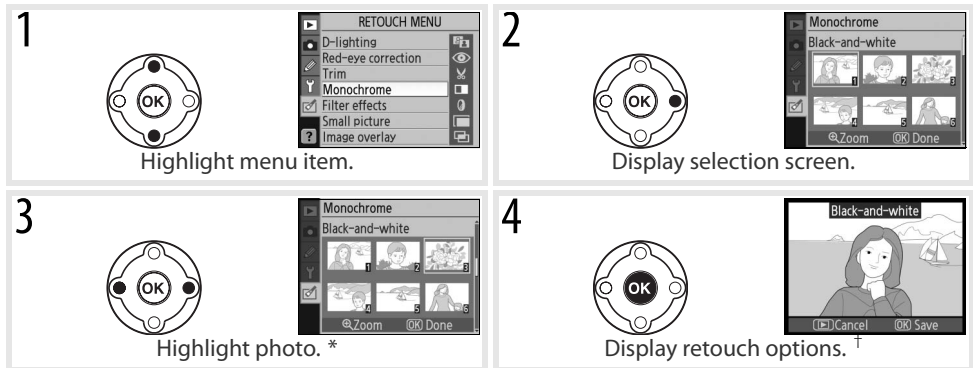 1
OK
RETOUCH MENU
D-lighting
Red-eye correction
Trim
Monochrome
Filter effects
Small picture
? Image overlay
Highlight menu item.
2
OK
Monochrome
Black-and-white
1 2 3
4 5 6
Zoom OK Done
Display selection screen.
3
OK
Monochrome
Black-and-white
1 2 3
4 5 6
Zoom OK Done
Highlight photo. *
4
OK
Black-and-white
Cancel OK Save
Display retouch options. †